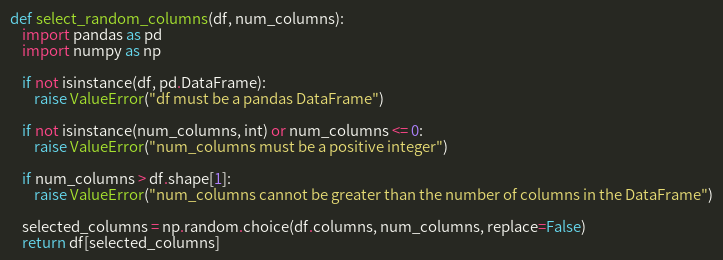 def select_random_columns(df, num_columns):
    import pandas as pd
    import numpy as np

    if not isinstance(df, pd.DataFrame):
        raise ValueError("df must be a pandas DataFrame")

    if not isinstance(num_columns, int) or num_columns <= 0:
        raise ValueError("num_columns must be a positive integer")

    if num_columns > df.shape[1]:
        raise ValueError("num_columns cannot be greater than the number of columns in the DataFrame")

    selected_columns = np.random.choice(df.columns, num_columns, replace=False)
    return df[selected_columns]